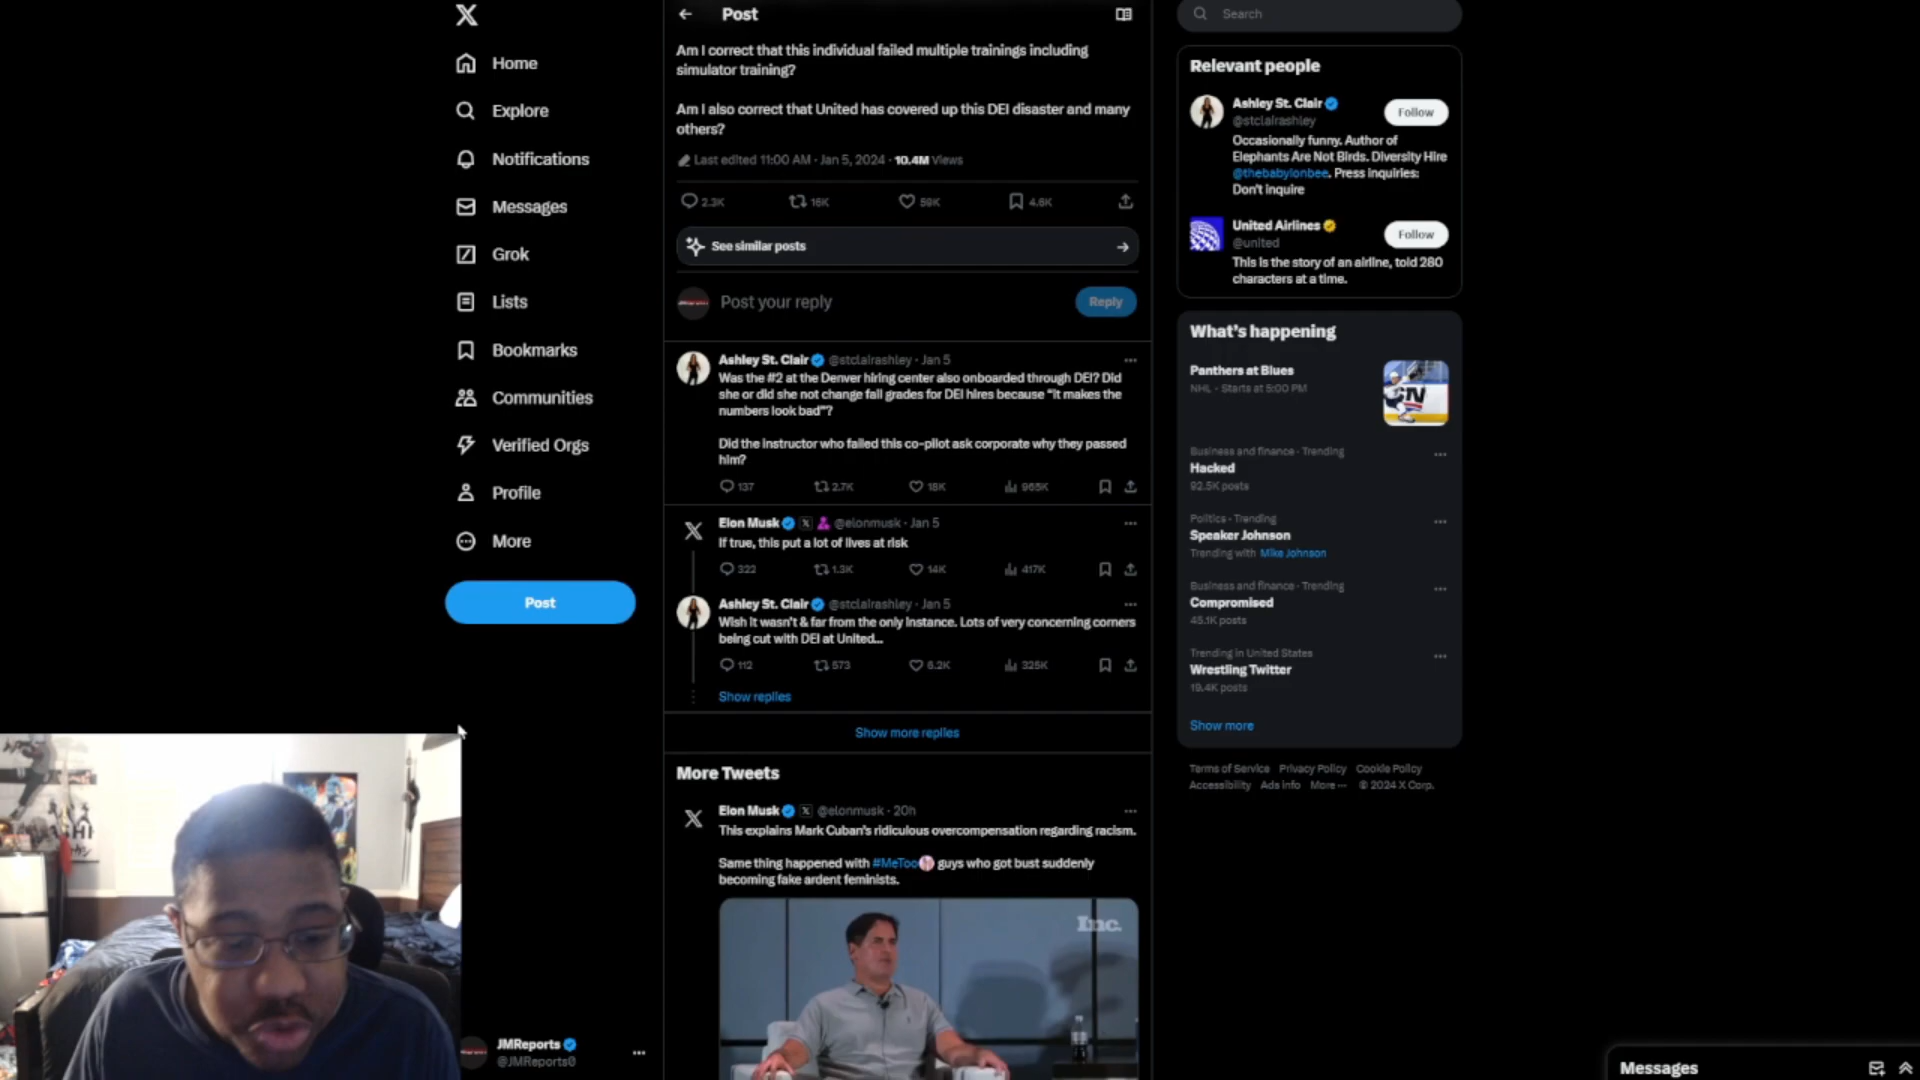 Home
Explore
Notifications
Messages
Grok
Lists
Bookmarks
Communities
Verified Orgs
Profile
More
Post
JMReports
@JMReports0
Post
Am I correct that this individual failed multiple trainings including
simulator training?
Am I also correct that United has covered up this DEI disaster and many
others?
Last edited 11:00 AM · Jan 5, 2024 · 10.4M Views
2.3K 16K 59K 4.6K
See similar posts
Post your reply
Reply
Ashley St. Clair @stclairashley · Jan 5
Was the #2 at the Denver hiring center also onboarded through DEI? Did
she or did she not change fail grades for DEI hires because “it makes the
numbers look bad”?
Did the instructor who failed this co-pilot ask corporate why they passed
him?
137 2.7K 18K 965K
Elon Musk @elonmusk · Jan 5
If true, this put a lot of lives at risk
322 1.3K 14K 417K
Ashley St. Clair @stclairashley · Jan 5
Wish it wasn’t & far from the only instance. Lots of very concerning corners
being cut with DEI at United...
112 573 6.2K 325K
Show replies
Show more replies
More Tweets
Elon Musk @elonmusk · 20h
This explains Mark Cuban’s ridiculous overcompensation regarding racism.
Same thing happened with #MeToo guys who got bust suddenly
becoming fake ardent feminists.
Inc.
Search
Relevant people
Ashley St. Clair
@stclairashley
Follow
Occasionally funny. Author of
Elephants Are Not Birds. Diversity Hire
@thebabylonbee. Press inquiries:
Don't inquire
United Airlines
@united
Follow
This is the story of an airline, told 280
characters at a time.
What’s happening
Panthers at Blues
NHL · Starts at 5:00 PM
Business and finance · Trending
Hacked
92.5K posts
Politics · Trending
Speaker Johnson
Trending with Mike Johnson
Business and finance · Trending
Compromised
45.1K posts
Trending in United States
Wrestling Twitter
19.4K posts
Show more
Terms of Service Privacy Policy Cookie Policy
Accessibility Ads info More ··· © 2024 X Corp.
Messages